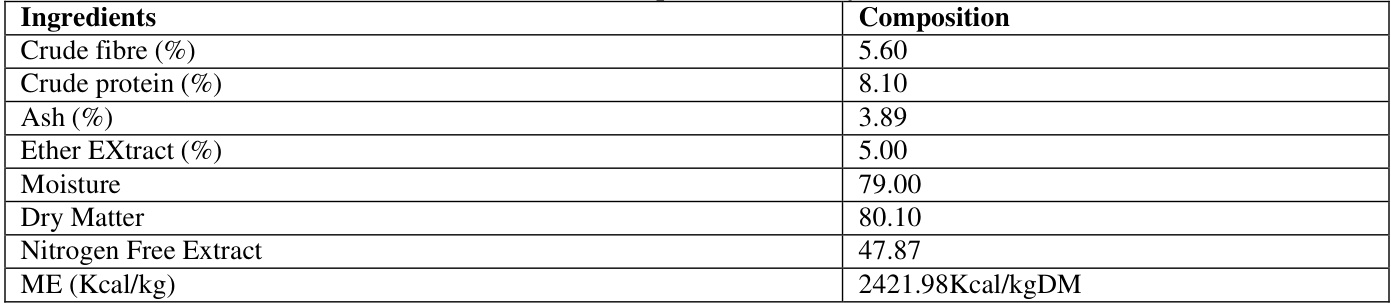 Ingredients Composition
Crude fibre (%) 5.60
Crude protein (%) 8.10
Ash (%) 3.89
Ether EXtract (%) 5.00
Moisture 79.00
Dry Matter 80.10
Nitrogen Free Extract 47.87
ME (Kcal/kg) 2421.98Kcal/kgDM